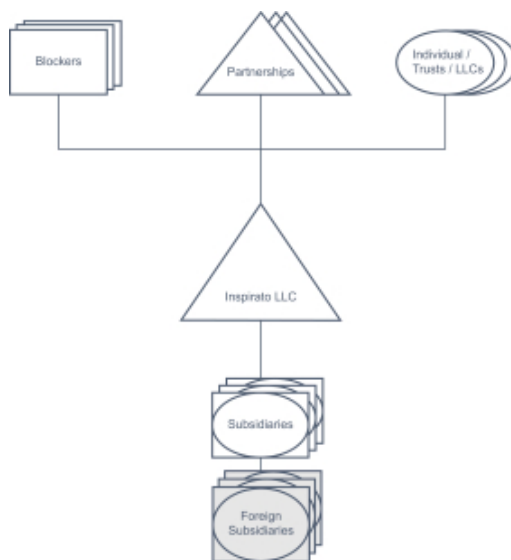 Blockers
Partnerships
Individual /
Trusts / LLCs
Inspirato LLC
Subsidiaries
Foreign
Subsidiaries